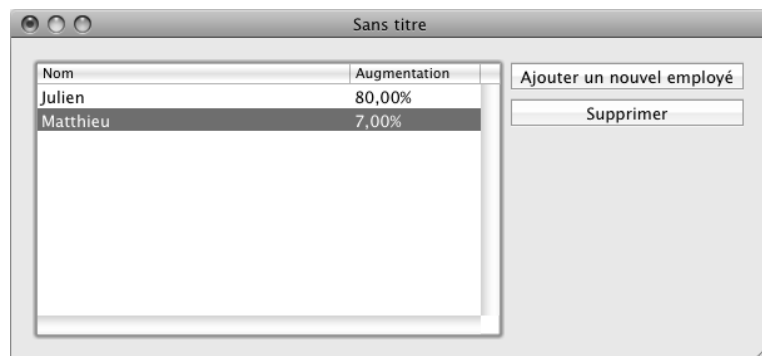 Sans titre
Nom Augmentation
Julien 80,00%
Matthieu 7,00%
Ajouter un nouvel employé
Supprimer